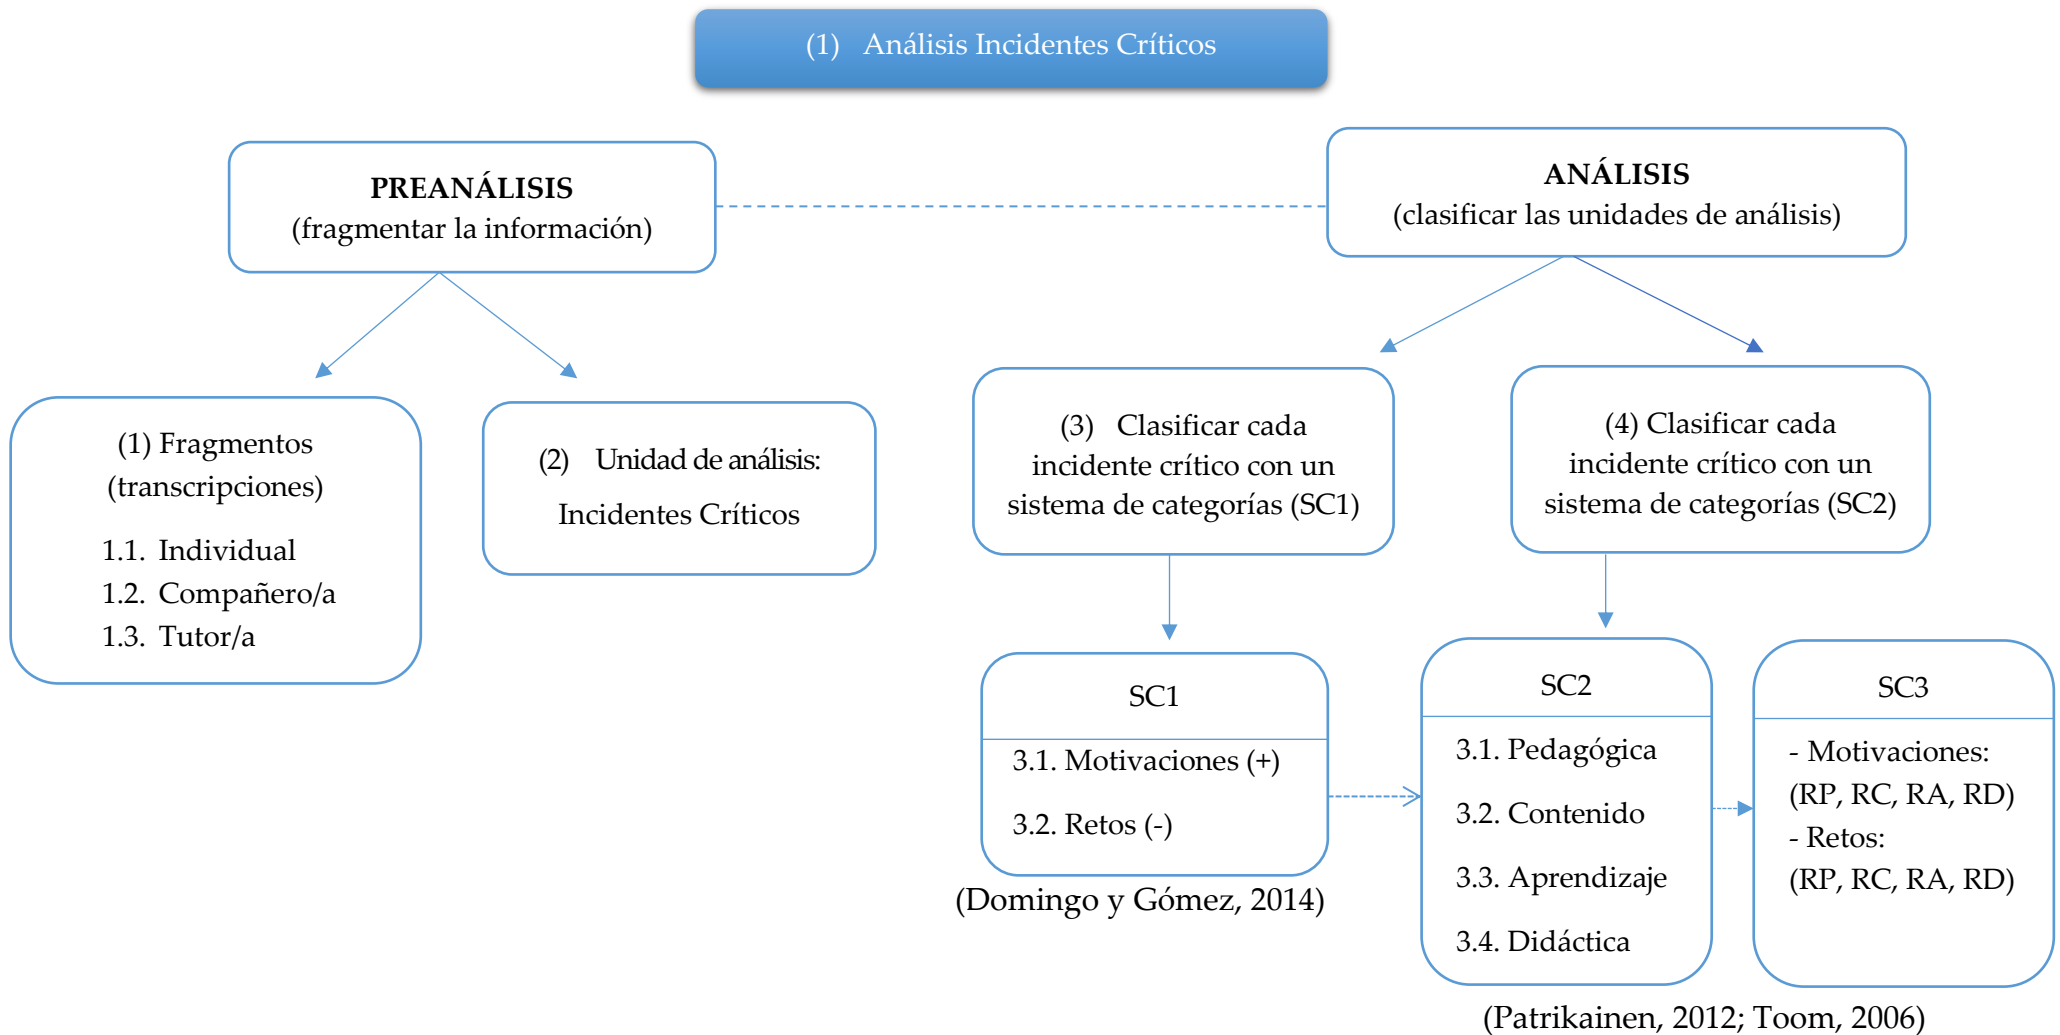 (1) Análisis Incidentes Críticos
PREANÁLISIS
(fragmentar la información)
ANÁLISIS
(clasificar las unidades de análisis)
(1) Fragmentos
(transcripciones)
1.1. Individual
1.2. Compañero/a
1.3. Tutor/a
(2) Unidad de análisis:
Incidentes Críticos
(3) Clasificar cada
incidente crítico con un
sistema de categorías (SC1)
(4) Clasificar cada
incidente crítico con un
sistema de categorías (SC2)
SC1
3.1. Motivaciones (+)
3.2. Retos (-)
(Domingo y Gómez, 2014)
SC2
3.1. Pedagógica
3.2. Contenido
3.3. Aprendizaje
3.4. Didáctica
SC3
- Motivaciones:
(RP, RC, RA, RD)
- Retos:
(RP, RC, RA, RD)
(Patrikainen, 2012; Toom, 2006)